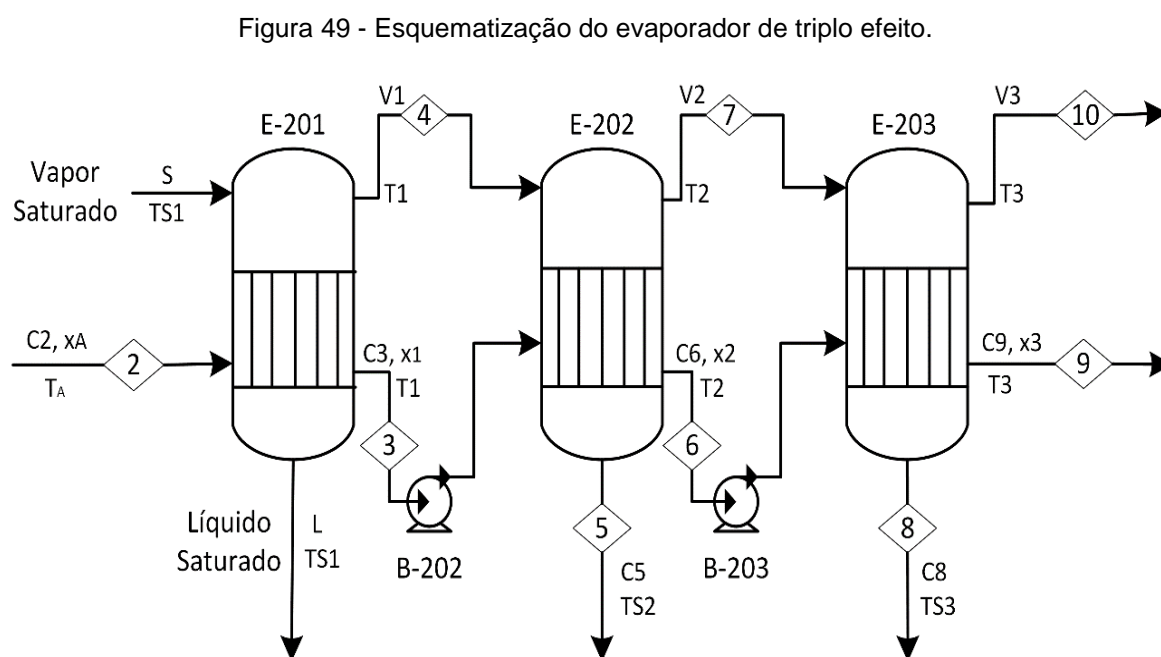 Figura 49 - Esquematização do evaporador de triplo efeito.
V1
4
V2
7
V3
10
E-201
E-202
E-203
Vapor
Saturado
S
TS1
T1
T2
T3
C2, xA
2
TA
C3, x1
T1
C6, x2
T2
C9, x3
T3
9
3
6
Líquido
Saturado
L
TS1
B-202
5
B-203
8
C5
TS2
C8
TS3